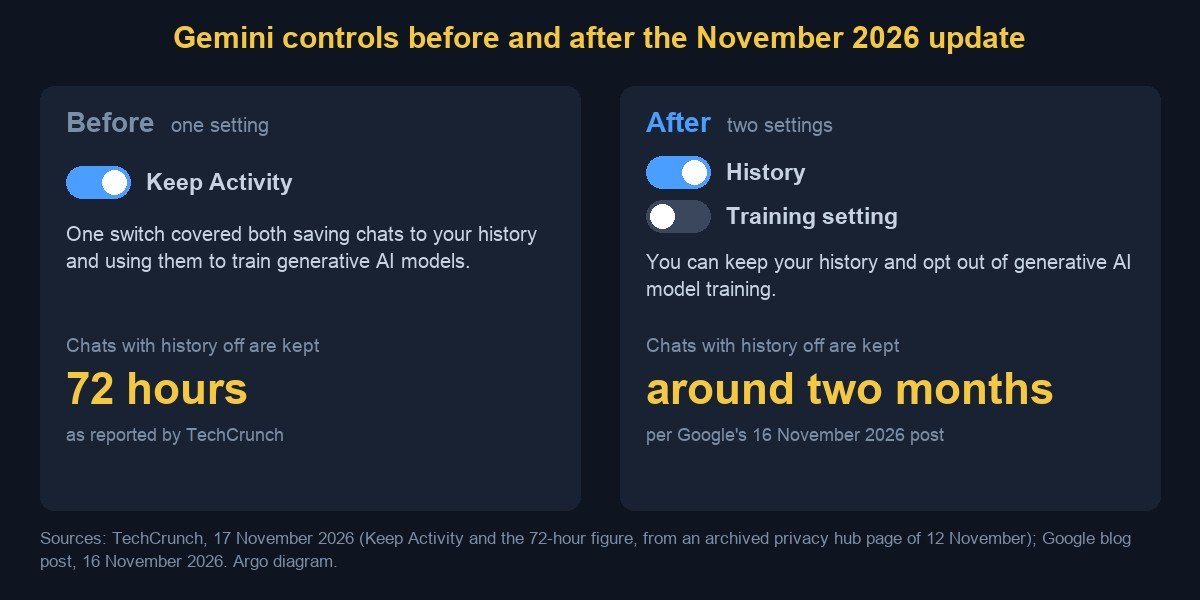 Gemini controls before and after the November 2026 update
Before one setting
Keep Activity
One switch covered both saving chats to your history
and using them to train generative AI models.
Chats with history off are kept
72 hours
as reported by TechCrunch
After two settings
History
Training setting
You can keep your history and opt out of generative AI
model training.
Chats with history off are kept
around two months
per Google's 16 November 2026 post
Sources: TechCrunch, 17 November 2026 (Keep Activity and the 72-hour figure, from an archived privacy hub page of 12 November); Google blog
post, 16 November 2026. Argo diagram.